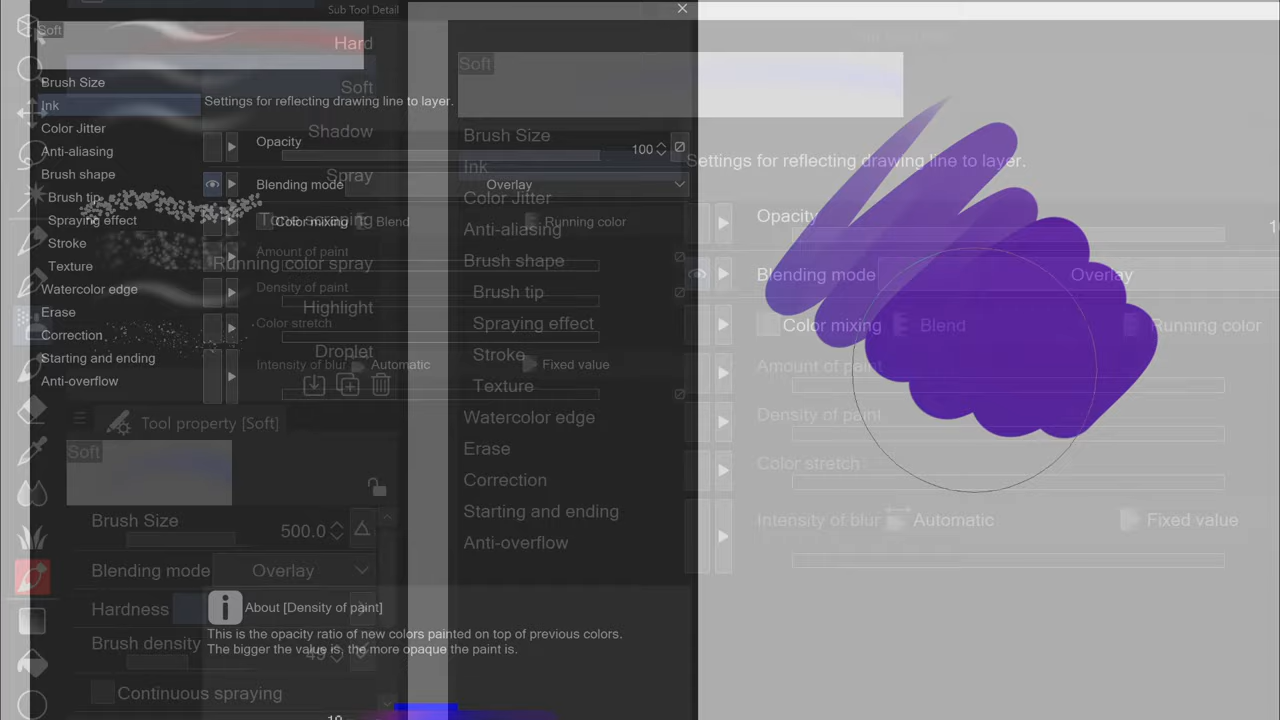 Sub Tool Detail
Soft
Brush Size
Ink
Color Jitter
Anti-aliasing
Brush shape
Brush tip
Spraying effect
Stroke
Texture
Watercolor edge
Erase
Correction
Starting and ending
Anti-overflow
Settings for reflecting drawing line to layer.
Opacity
100
Blending mode
Overlay
Color mixing
Blend
Running color
Amount of paint
Density of paint
Color stretch
Intensity of blur
Automatic
Fixed value
Hard
Soft
Shadow
Spray
Tone scraping
Running color spray
Highlight
Droplet
Tool property [Soft]
Soft
Brush Size
500.0
Blending mode
Overlay
Hardness
Brush density
49
Continuous spraying
About [Density of paint]
This is the opacity ratio of new colors painted on top of previous colors.
The bigger the value is, the more opaque the paint is.
Soft
Brush Size
Ink
Color Jitter
Anti-aliasing
Brush shape
Brush tip
Spraying effect
Stroke
Texture
Watercolor edge
Erase
Correction
Starting and ending
Anti-overflow
Settings for reflecting drawing line to layer.
Opacity
Blending mode
Overlay
Color mixing
Blend
Running color
Amount of paint
Density of paint
Color stretch
Intensity of blur
Automatic
Fixed value